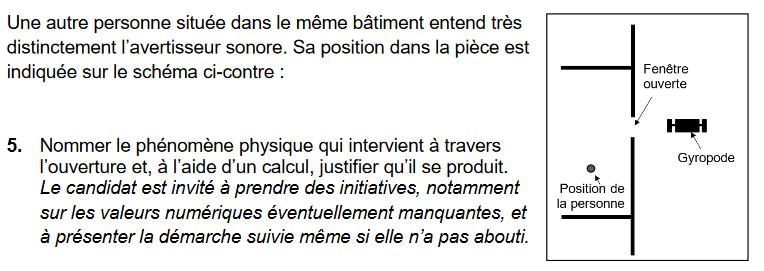 Une autre personne située dans le même bâtiment entend très
distinctement l’avertisseur sonore. Sa position dans la pièce est
indiquée sur le schéma ci-contre :
5. Nommer le phénomène physique qui intervient à travers
l’ouverture et, à l’aide d’un calcul, justifier qu’il se produit.
Le candidat est invité à prendre des initiatives, notamment
sur les valeurs numériques éventuellement manquantes, et
à présenter la démarche suivie même si elle n’a pas abouti.
Fenêtre
ouverte
Gyropode
Position de
la personne